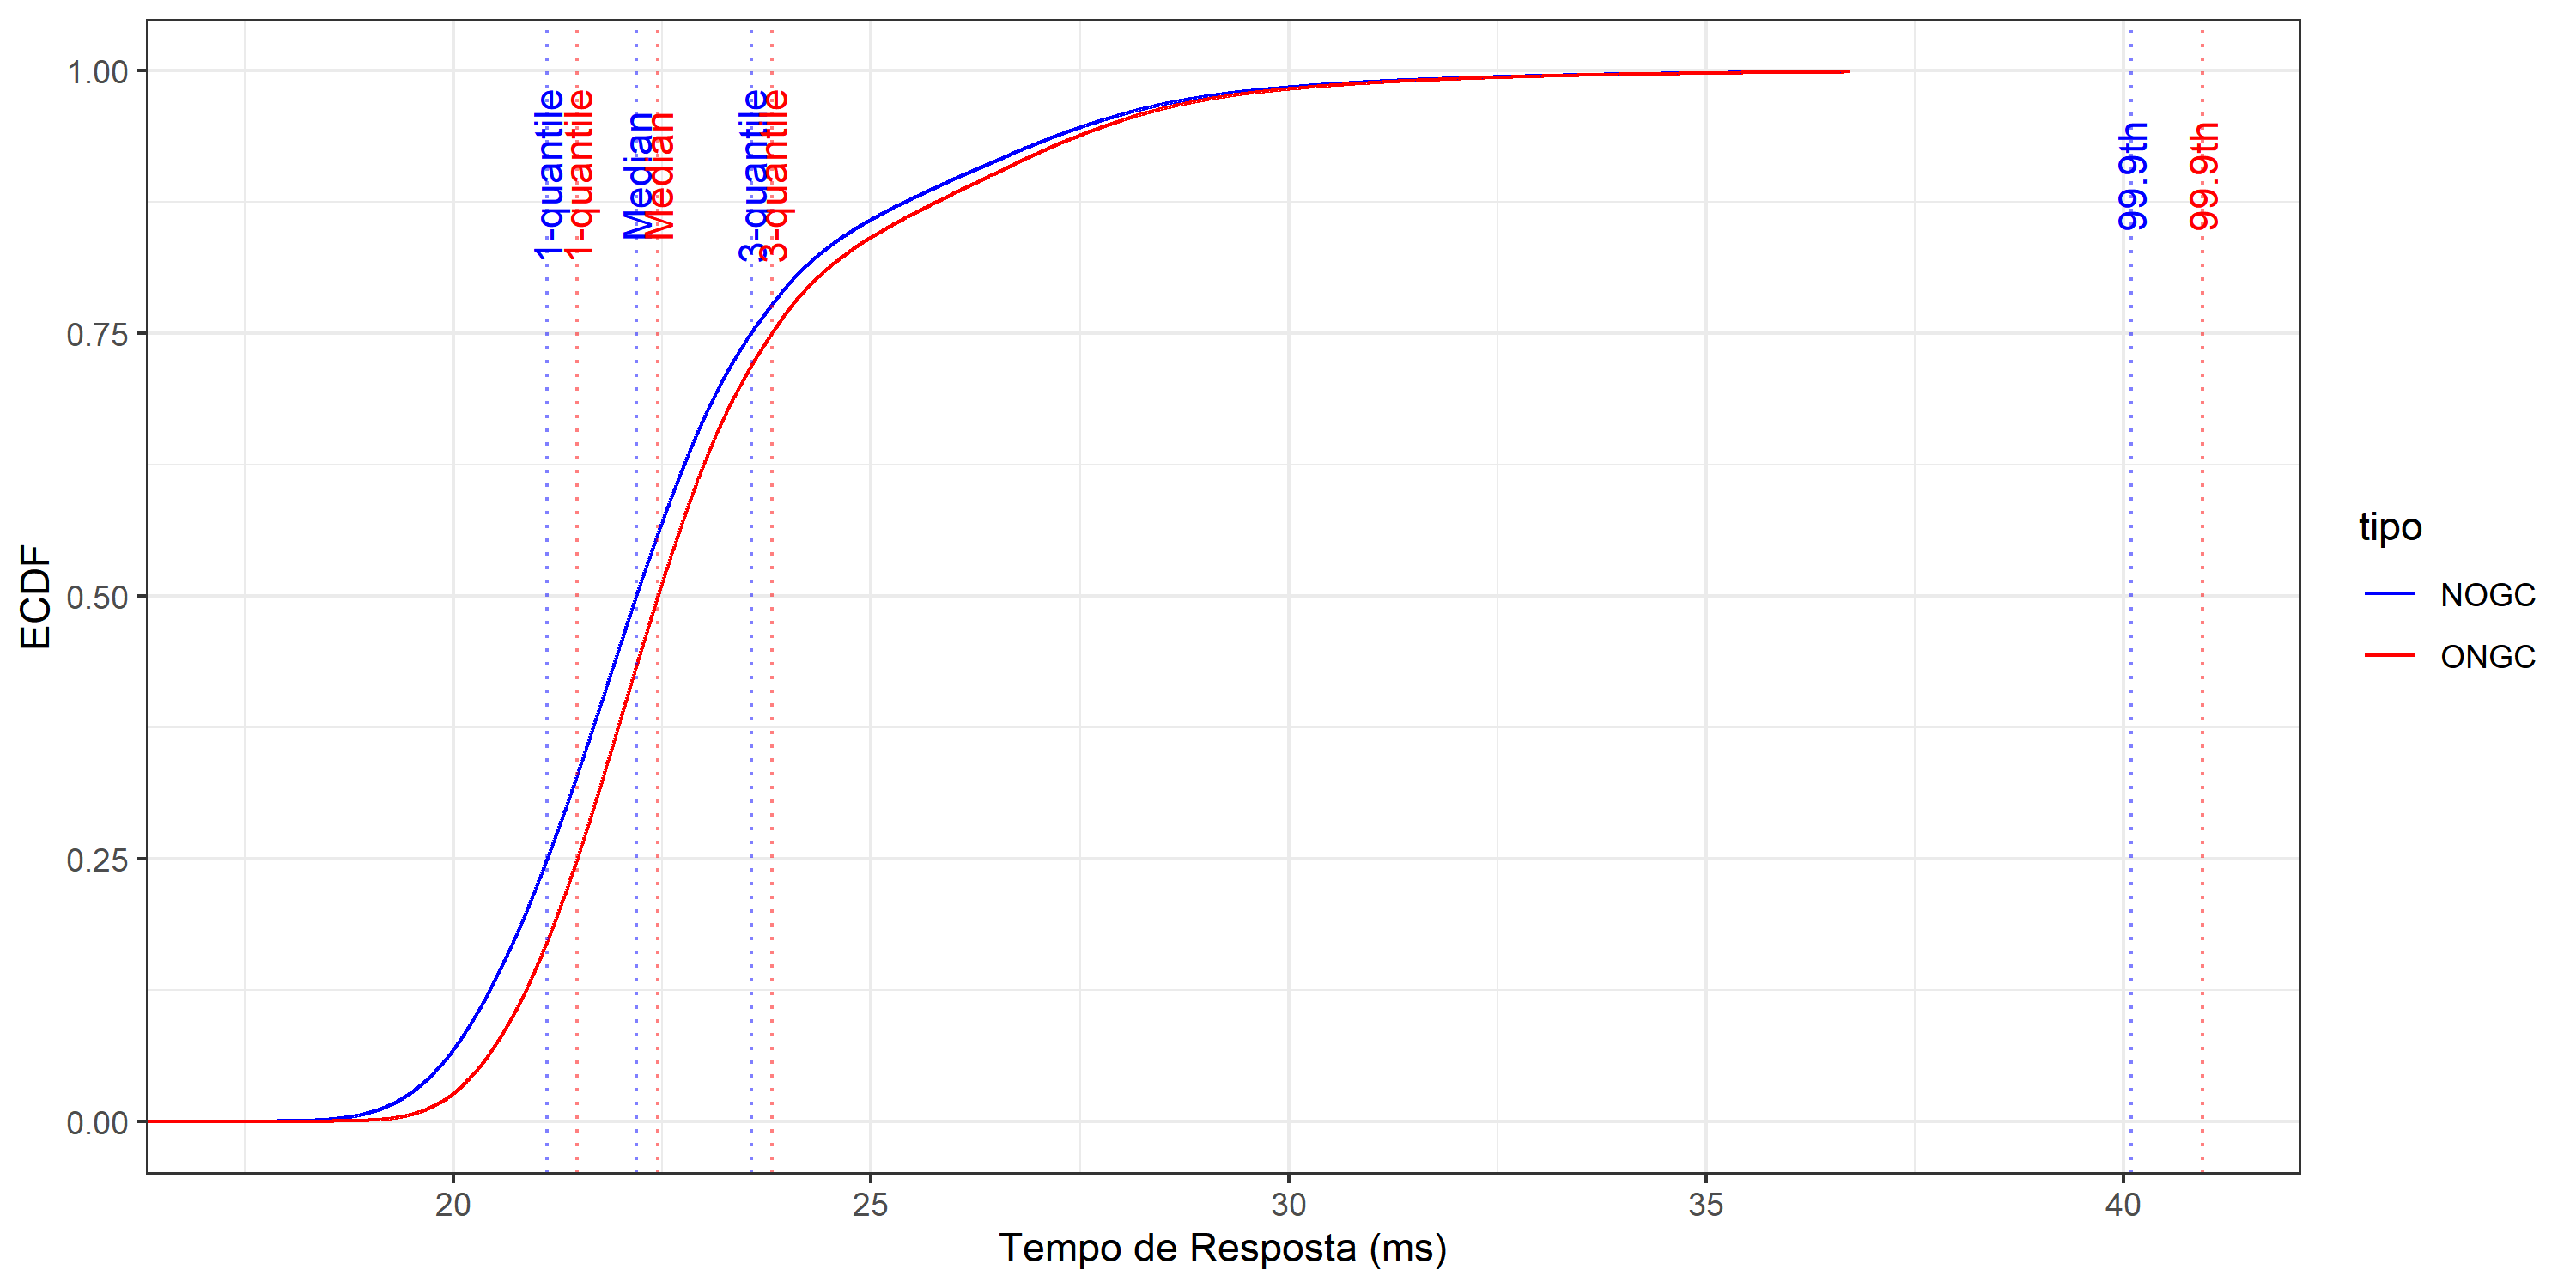 1.00
0.75
0.50
0.25
0.00
ECDF
1-quantile
1-quantile
Median
Median
3-quantile
3-quantile
99.9th
99.9th
20
25
30
35
40
Tempo de Resposta (ms)
tipo
NOGC
ONGC